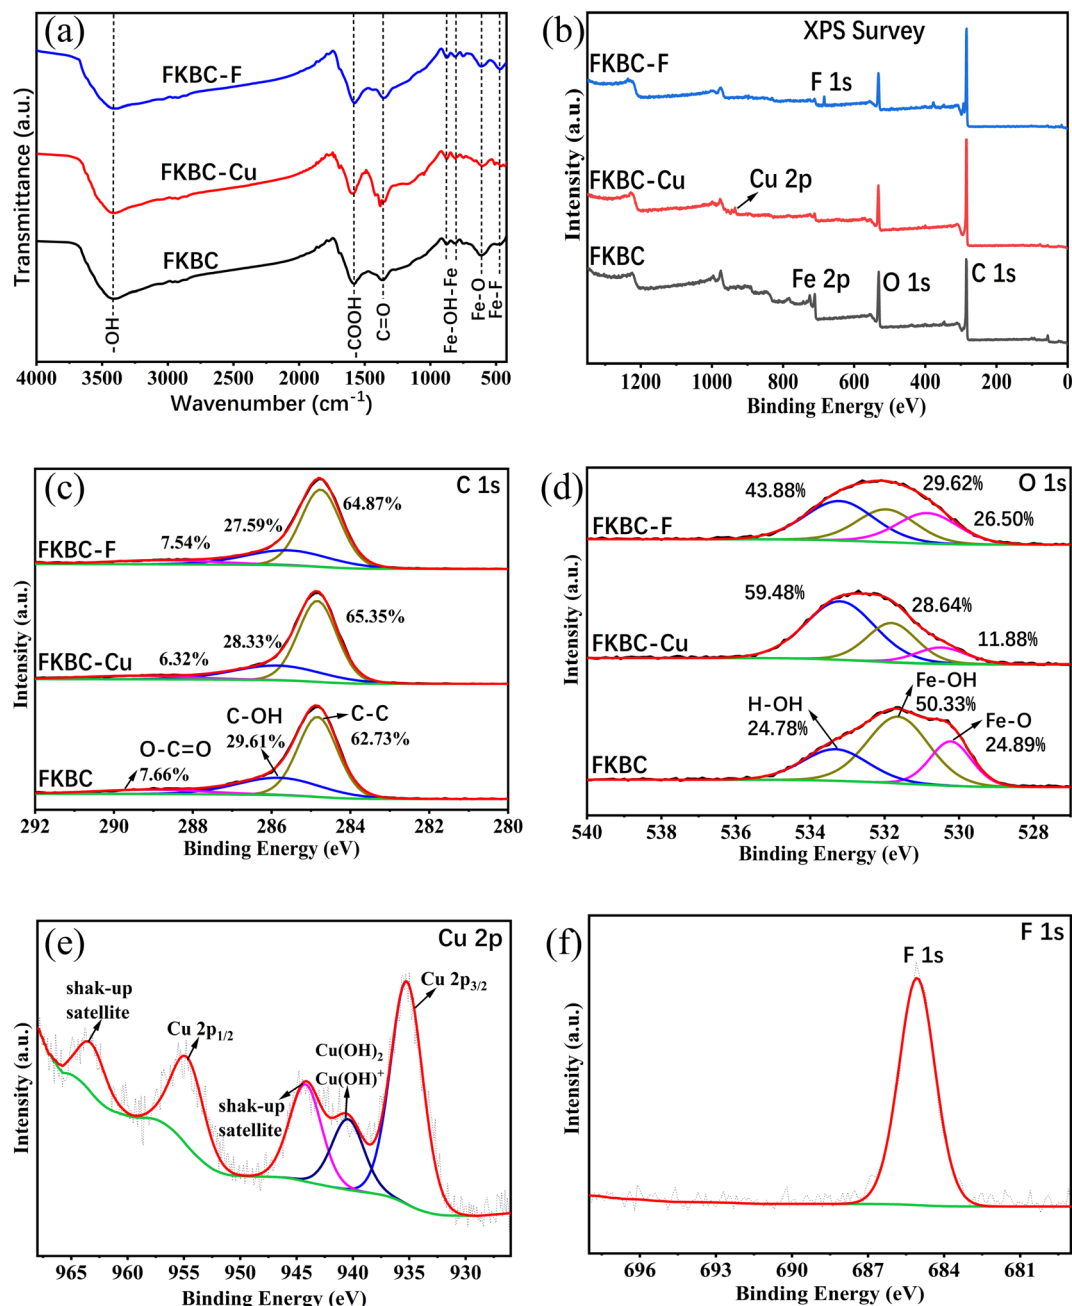 (a)
FKBC-F
FKBC-Cu
FKBC
-OH
-COOH
C=O
Fe-OH-Fe
Fe-O
Fe-F
Transmittance (a.u.)
4000 3500 3000 2500 2000 1500 1000 500
Wavenumber (cm⁻¹)
(b)
XPS Survey
FKBC-F
F 1s
FKBC-Cu
Cu 2p
FKBC
Fe 2p
O 1s
C 1s
Intensity (a.u.)
1200 1000 800 600 400 200 0
Binding Energy (eV)
(c)
C 1s
64.87%
27.59%
7.54%
FKBC-F
65.35%
28.33%
6.32%
FKBC-Cu
C-OH
29.61%
C-C
62.73%
O-C=O
7.66%
FKBC
Intensity (a.u.)
292 290 288 286 284 282 280
Binding Energy (eV)
(d)
O 1s
43.88%
29.62%
26.50%
FKBC-F
59.48%
28.64%
11.88%
FKBC-Cu
H-OH
24.78%
Fe-OH
50.33%
Fe-O
24.89%
FKBC
Intensity (a.u.)
540 538 536 534 532 530 528
Binding Energy (eV)
(e)
Cu 2p
shak-up
satellite
Cu 2p₁/₂
shak-up
satellite
Cu(OH)₂
Cu(OH)⁺
Cu 2p₃/₂
Intensity (a.u.)
965 960 955 950 945 940 935 930
Binding Energy (eV)
(f)
F 1s
F 1s
Intensity (a.u.)
696 693 690 687 684 681
Binding Energy (eV)